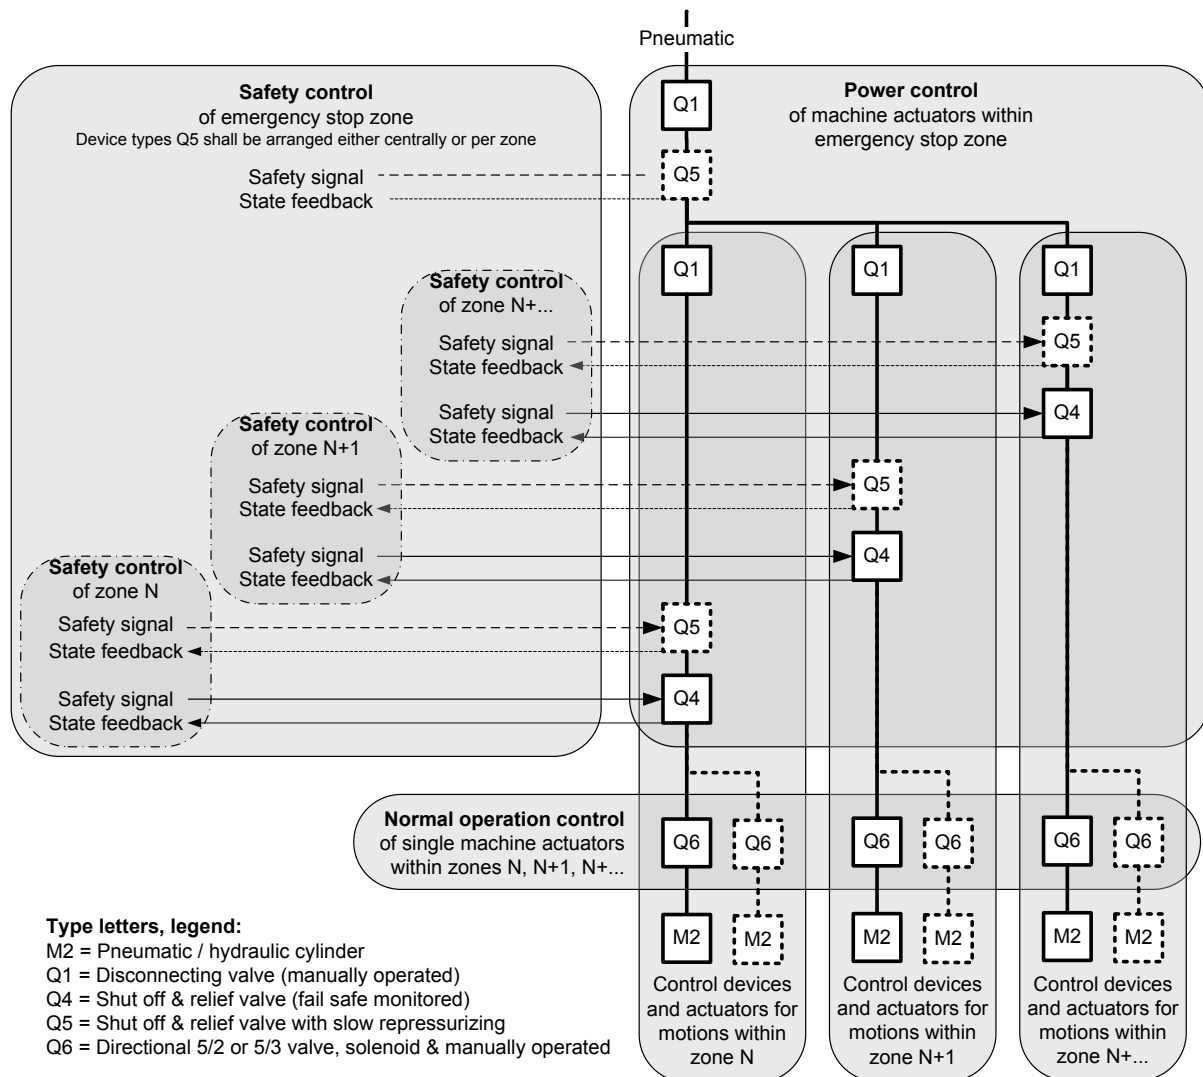 Pneumatic
Safety control
of emergency stop zone
Device types Q5 shall be arranged either centrally or per zone
Safety signal
State feedback
Power control
of machine actuators within
emergency stop zone
Q1
Q5
Q1
Q1
Q1
Safety control
of zone N+...
Safety signal
State feedback
Q5
Safety signal
State feedback
Q4
Safety control
of zone N+1
Safety signal
State feedback
Q5
Safety signal
State feedback
Q4
Safety control
of zone N
Safety signal
State feedback
Q5
Safety signal
State feedback
Q4
Normal operation control
of single machine actuators
within zones N, N+1, N+...
Q6
Q6
Q6
Q6
Q6
Q6
M2
M2
M2
M2
M2
M2
Control devices
and actuators for
motions within
zone N
Control devices
and actuators for
motions within
zone N+1
Control devices
and actuators for
motions within
zone N+...
Type letters, legend:
M2 = Pneumatic / hydraulic cylinder
Q1 = Disconnecting valve (manually operated)
Q4 = Shut off & relief valve (fail safe monitored)
Q5 = Shut off & relief valve with slow repressurizing
Q6 = Directional 5/2 or 5/3 valve, solenoid & manually operated